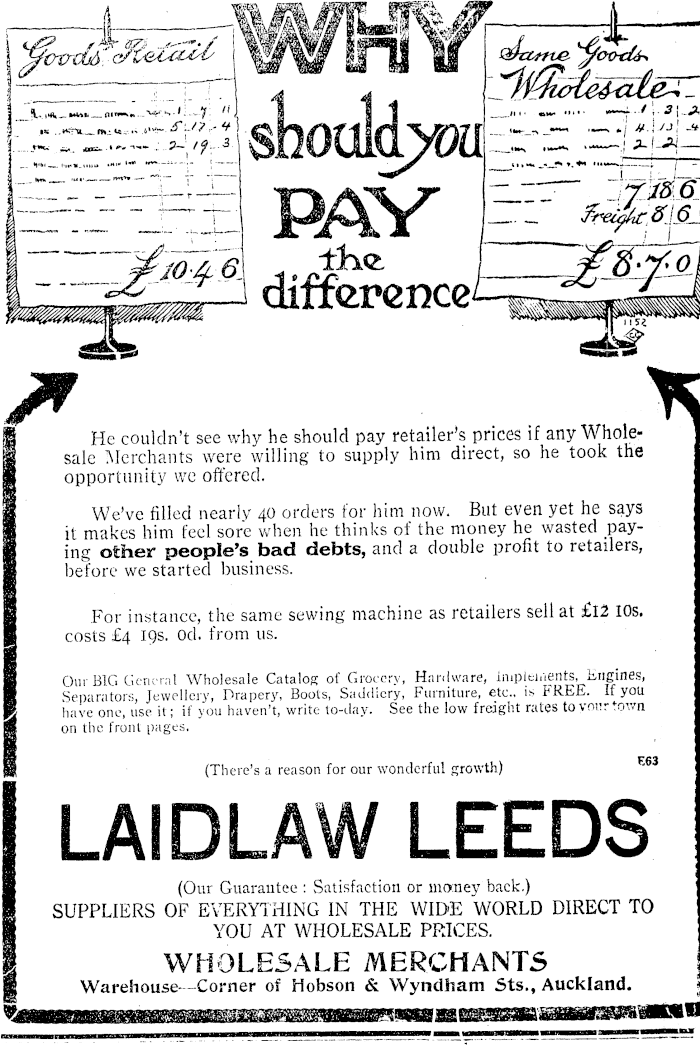 Goods Retail
1 7 11
5 17 4
2 19 3
£ 10.4 6
WHY
should you
PAY
the
difference
Same Goods
Wholesale
1 3 2
4 13 4
2 2
7 18 6
Freight 8 6
£ 8.7.0
1152
He couldn't see why he should pay retailer's prices if any Whole-
sale Merchants were willing to supply him direct, so he took the
opportunity we offered.
We've filled nearly 40 orders for him now. But even yet he says
it makes him feel sore when he thinks of the money he wasted pay-
ing other people's bad debts, and a double profit to retailers,
before we started business.
For instance, the same sewing machine as retailers sell at £12 10s.
costs £4 19s. 0d. from us.
Our BIG General Wholesale Catalog of Grocery, Hardware, Implements, Engines,
Separators, Jewellery, Drapery, Boots, Saddlery, Furniture, etc., is FREE. If you
have one, use it; if you haven't, write to-day. See the low freight rates to your town
on the front pages.
E63
(There's a reason for our wonderful growth)
LAIDLAW LEEDS
(Our Guarantee : Satisfaction or money back.)
SUPPLIERS OF EVERYTHING IN THE WIDE WORLD DIRECT TO
YOU AT WHOLESALE PRICES.
WHOLESALE MERCHANTS
Warehouse—Corner of Hobson & Wyndham Sts., Auckland.